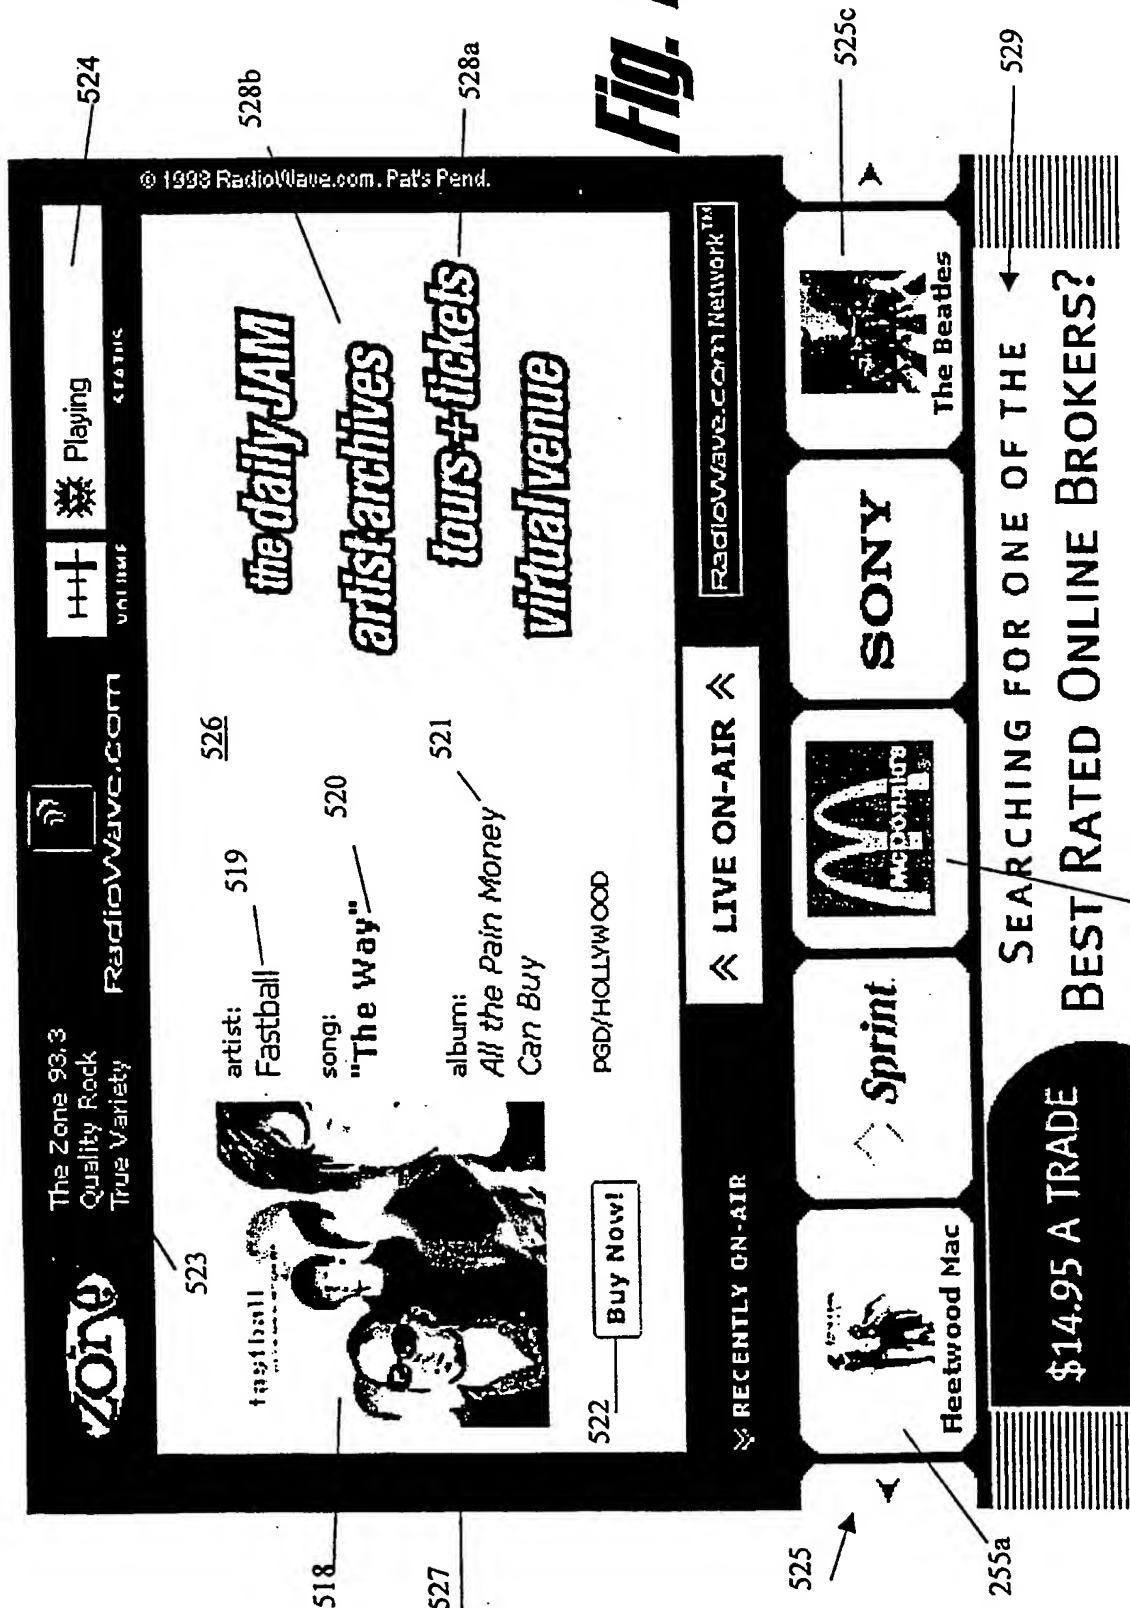 524
528b
528a
Fig.
525c
529
zone
The Zone 93.3
Quality Rock
True Variety
RadioWave.com
VOLUME
Playing
STATUS
© 1998 RadioWave.com. Pat's Pend.
523
526
fastball
artist:
Fastball
519
song:
"The Way"
520
album:
All the Pain Money
Can Buy
521
PGD/HOLLYWOOD
Buy Now!
522
518
527
the daily JAM
artist archives
tours + tickets
virtual venue
RECENTLY ON-AIR
LIVE ON-AIR
RadioWave.com Network™
525
255a
Fleetwood Mac
Sprint
McDonald's
SONY
The Beatles
$14.95 A TRADE
SEARCHING FOR ONE OF THE
BEST RATED ONLINE BROKERS?